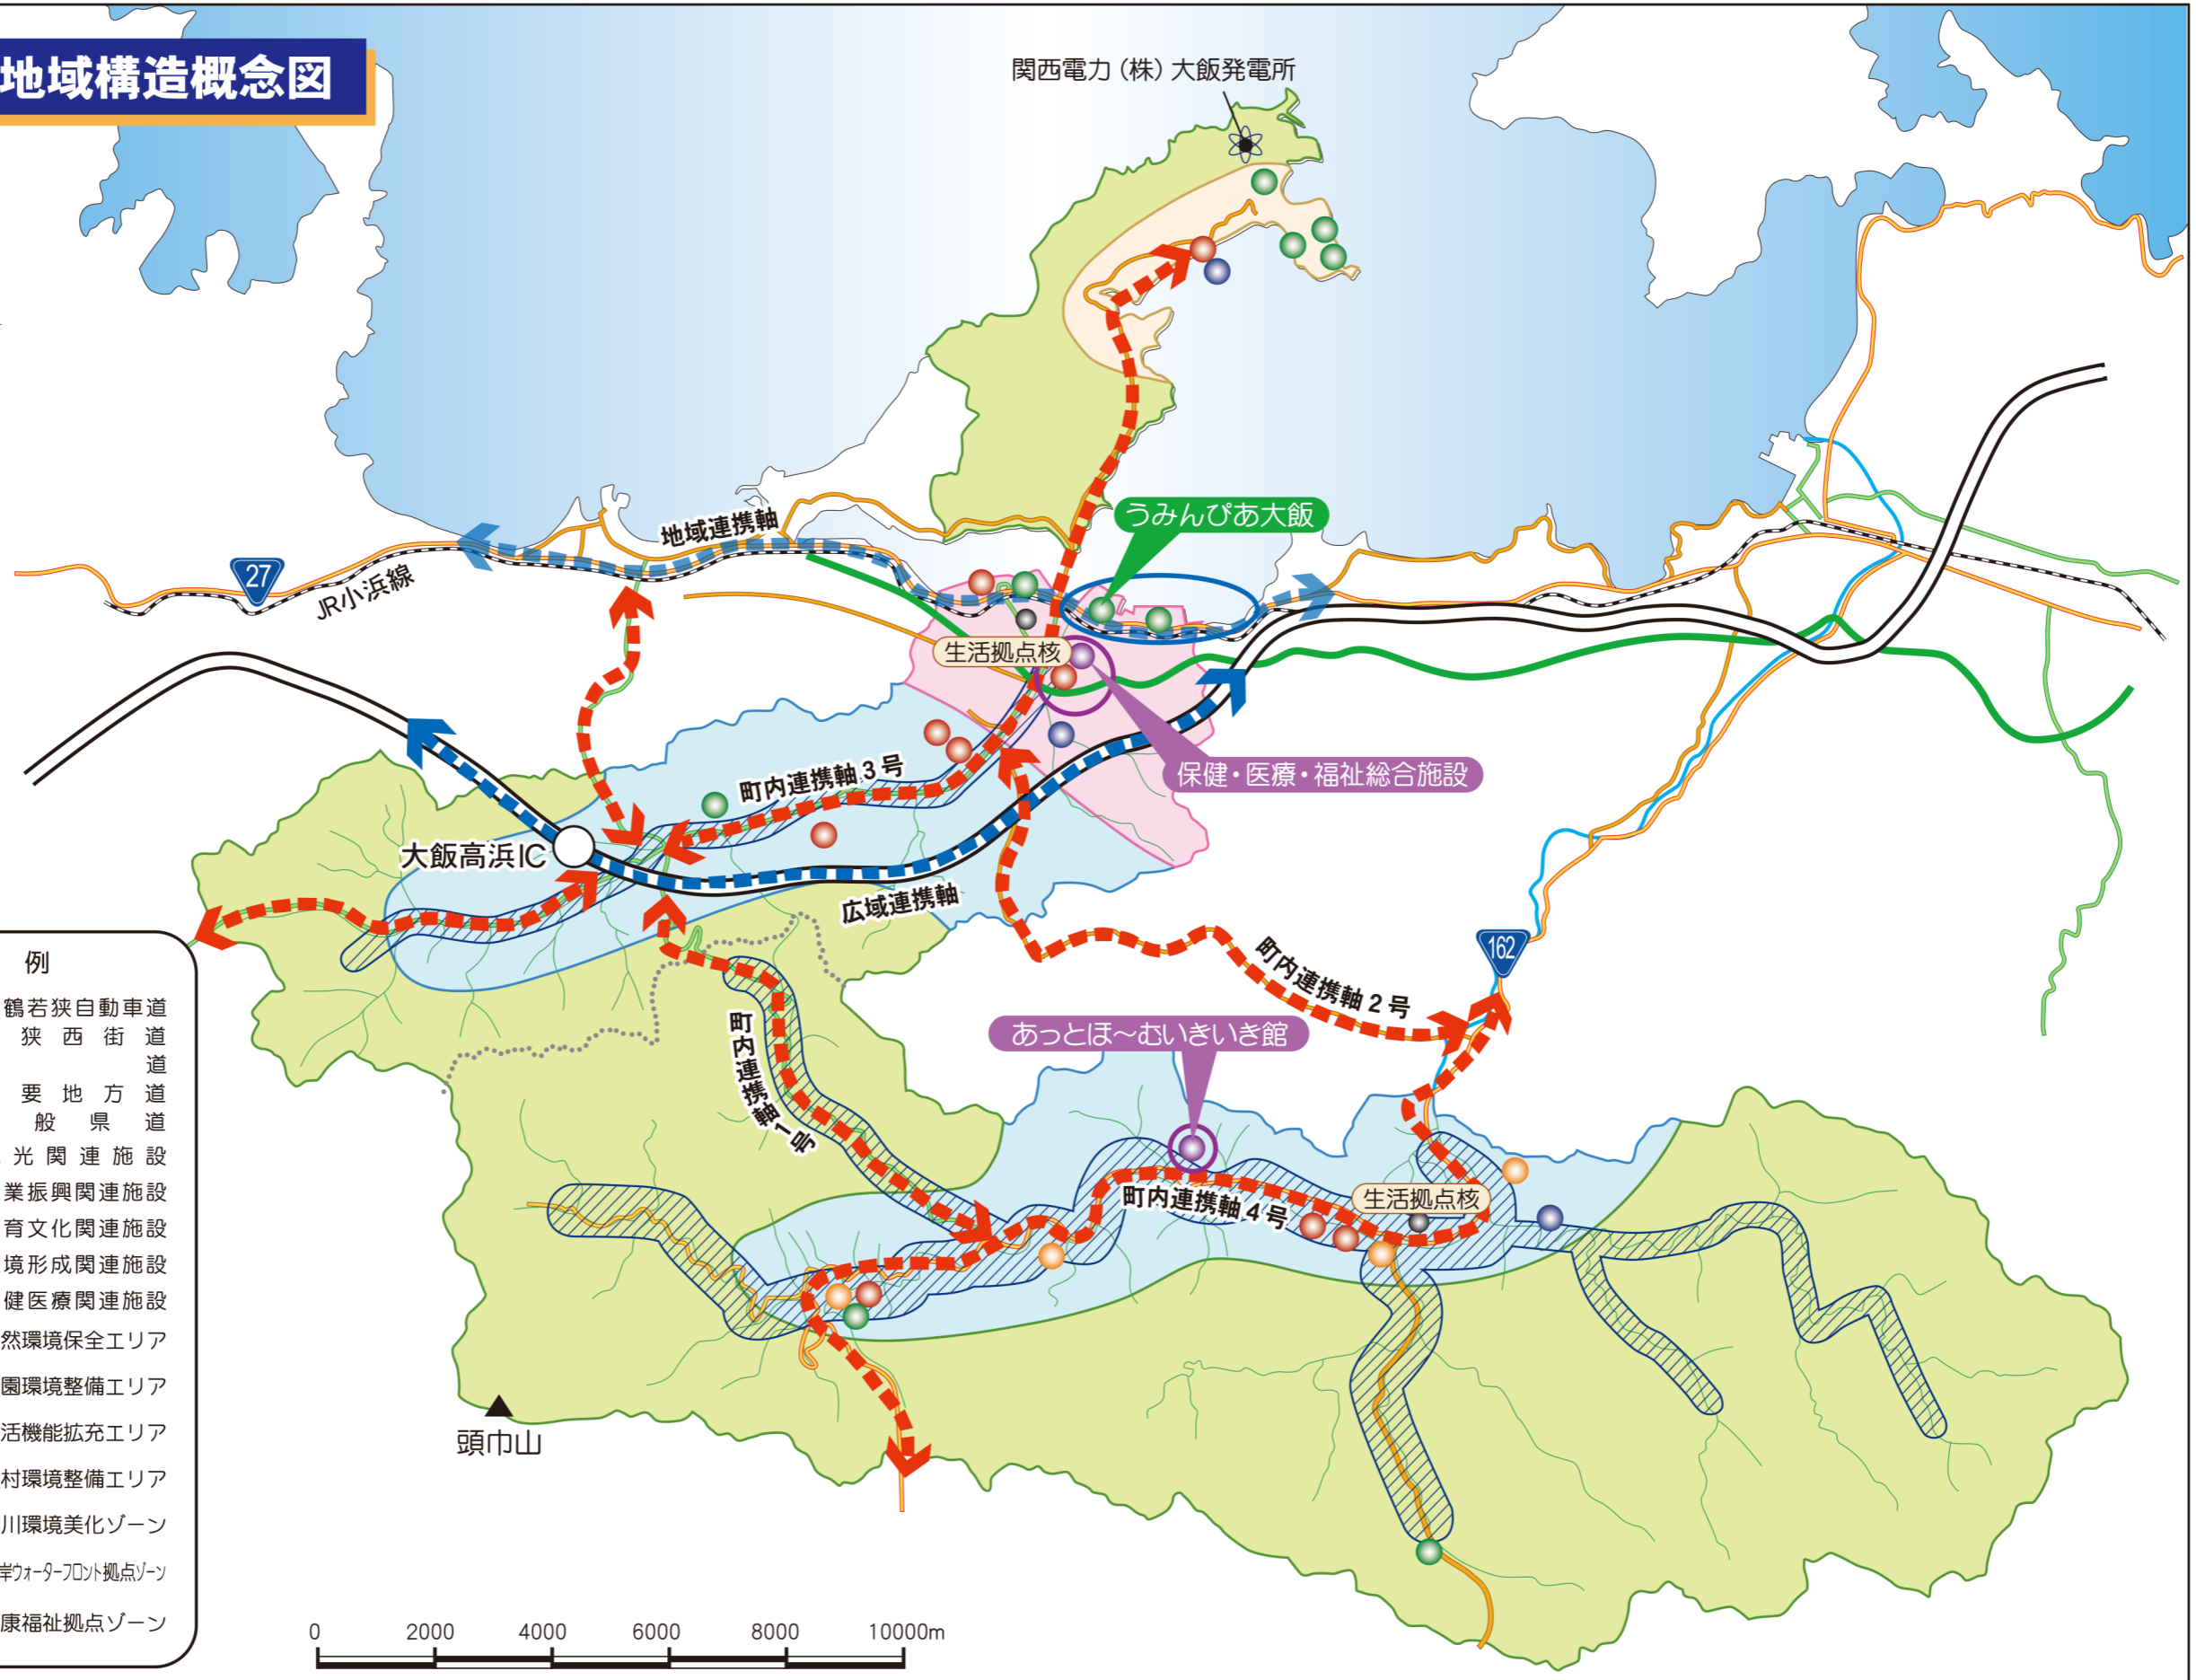 地域構造概念図
関西電力（株）大飯発電所
うみんぴあ大飯
地域連携軸
27
JR小浜線
生活拠点核
保健・医療・福祉総合施設
町内連携軸３号
大飯高浜IC
広域連携軸
町内連携軸２号
162
町内連携軸１号
あっとほ～むいきいき館
町内連携軸４号
生活拠点核
頭巾山
例
鶴若狭自動車道
狭西街道
道
要地方道
般県道
光関連施設
業振興関連施設
育文化関連施設
境形成関連施設
健医療関連施設
然環境保全エリア
園環境整備エリア
活機能拡充エリア
村環境整備エリア
川環境美化ゾーン
岸ウォーターフロント拠点ゾーン
康福祉拠点ゾーン
0 2000 4000 6000 8000 10000m